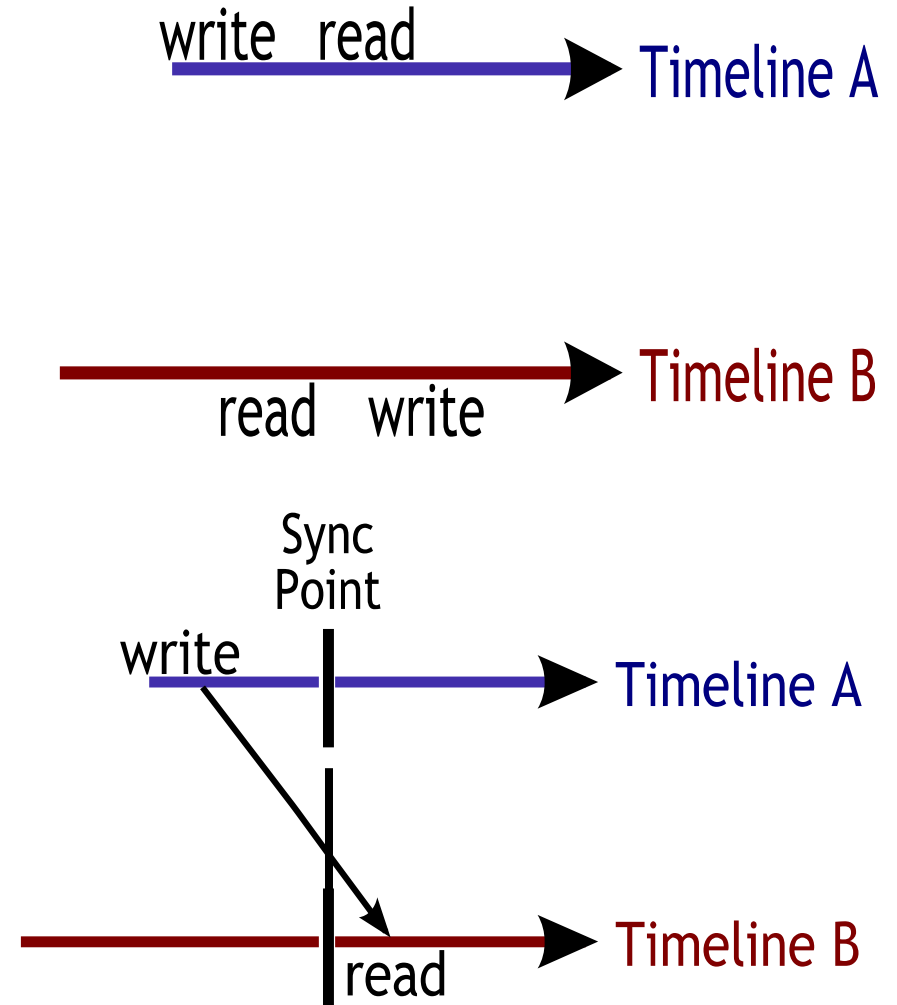 write read
Timeline A
Timeline B
read write
Sync
Point
write
Timeline A
Timeline B
read